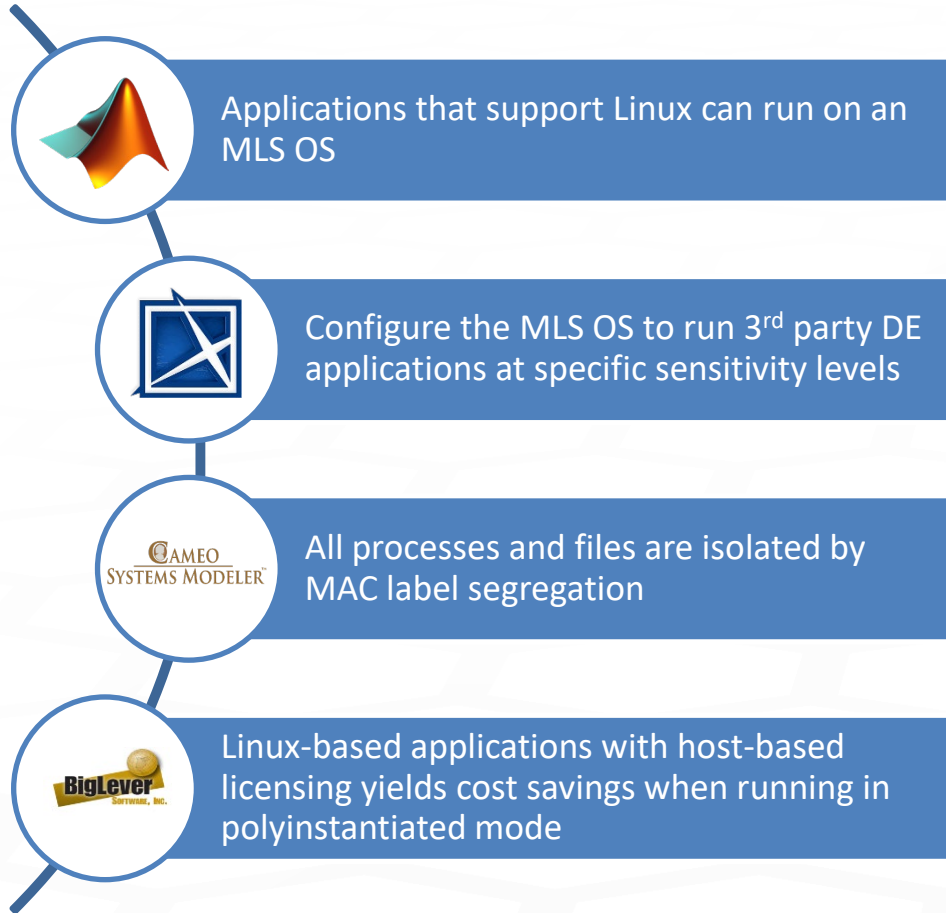 Applications that support Linux can run on an
MLS OS
Configure the MLS OS to run 3rd party DE
applications at specific sensitivity levels
CAMEO
SYSTEMS MODELER™
All processes and files are isolated by
MAC label segregation
BigLever
SOFTWARE, INC.
Linux-based applications with host-based
licensing yields cost savings when running in
polyinstantiated mode